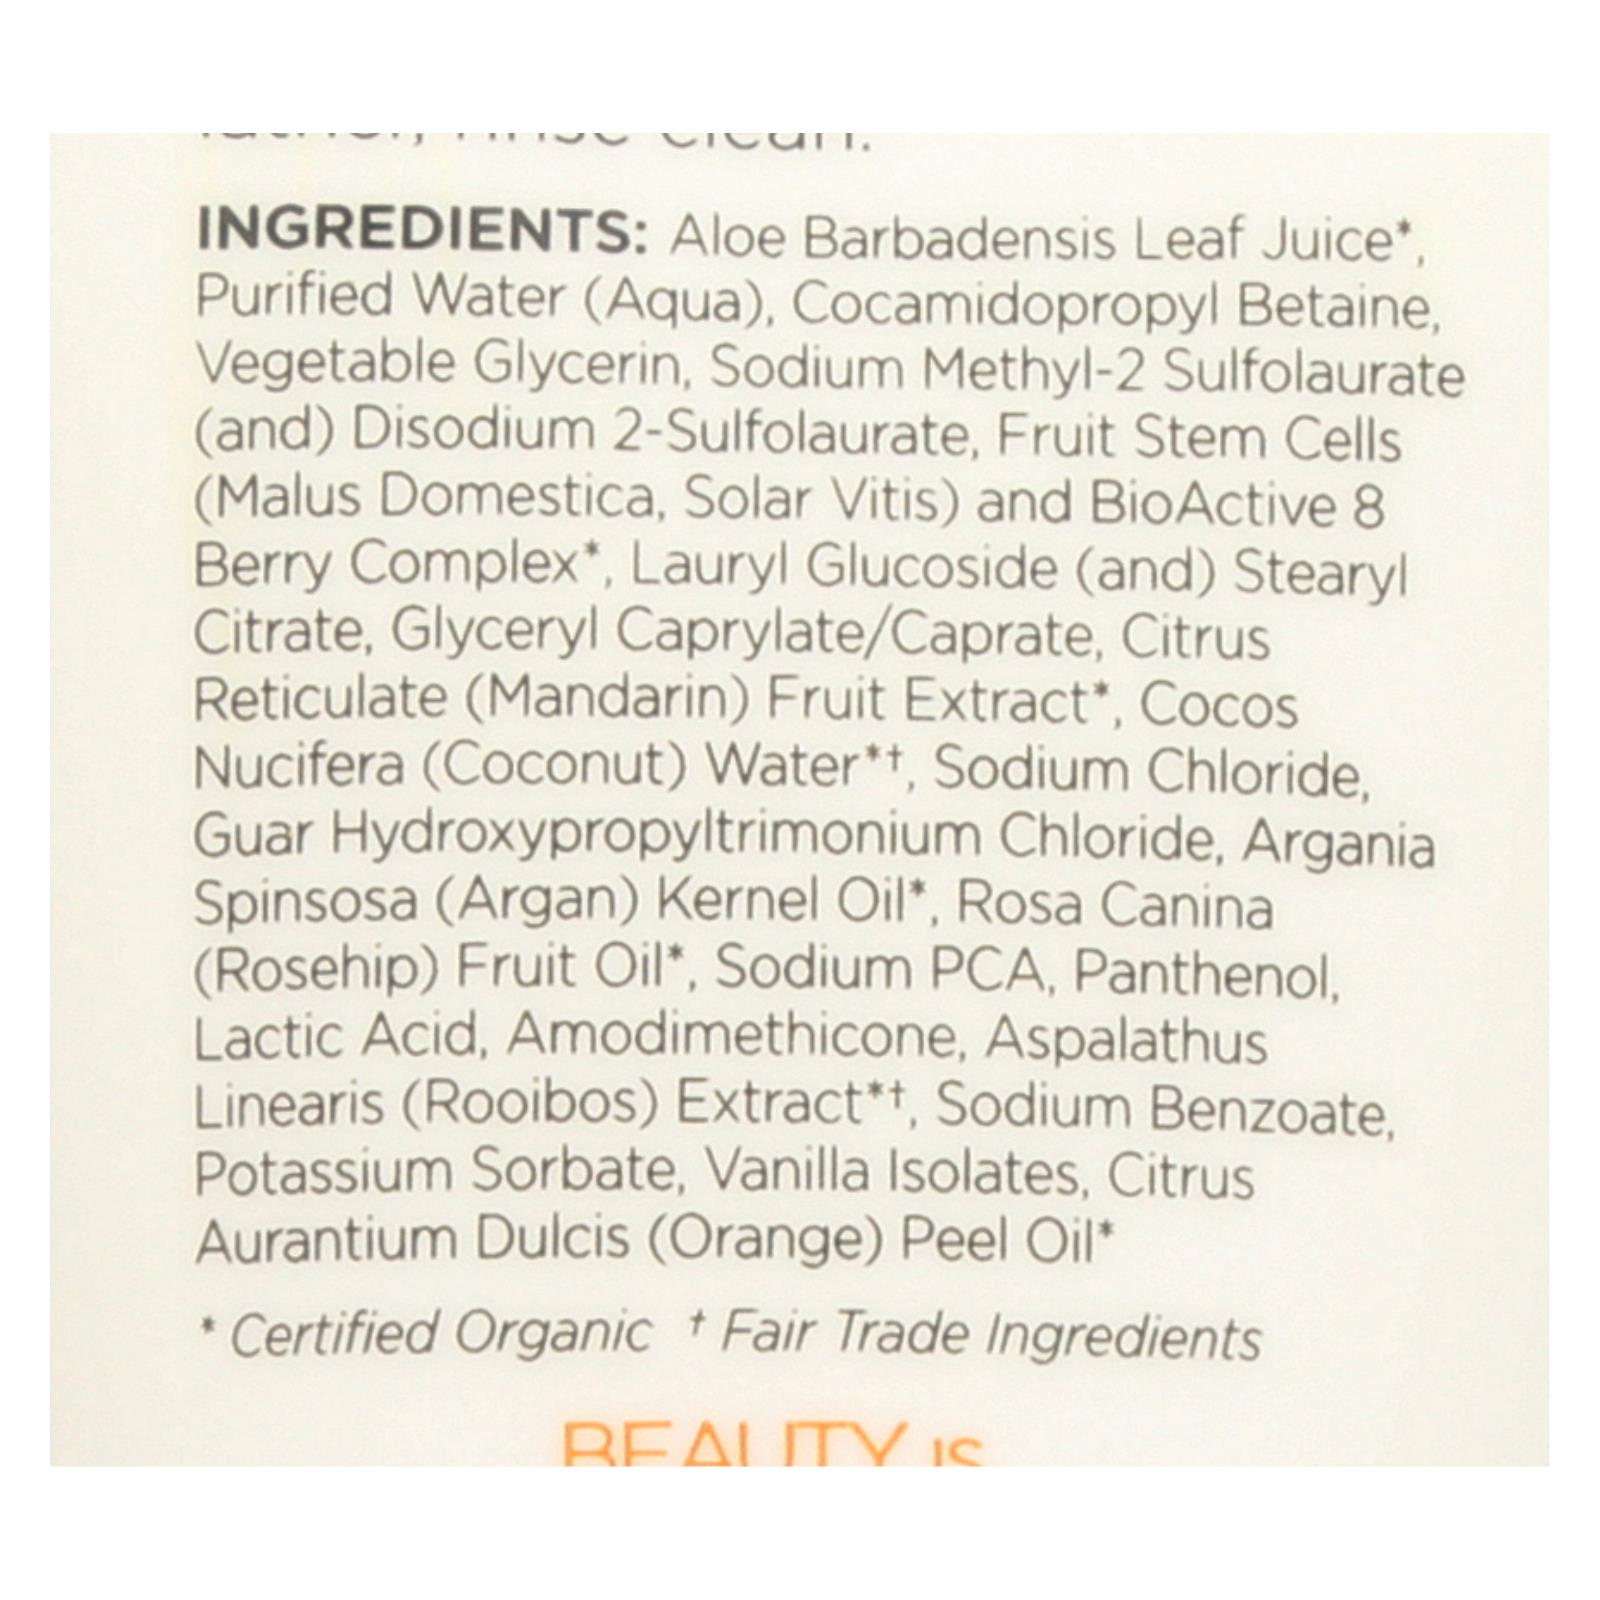 lather, rinse clean.
INGREDIENTS: Aloe Barbadensis Leaf Juice*,
Purified Water (Aqua), Cocamidopropyl Betaine,
Vegetable Glycerin, Sodium Methyl-2 Sulfolaurate
(and) Disodium 2-Sulfolaurate, Fruit Stem Cells
(Malus Domestica, Solar Vitis) and BioActive 8
Berry Complex*, Lauryl Glucoside (and) Stearyl
Citrate, Glyceryl Caprylate/Caprate, Citrus
Reticulate (Mandarin) Fruit Extract*, Cocos
Nucifera (Coconut) Water*†, Sodium Chloride,
Guar Hydroxypropyltrimonium Chloride, Argania
Spinsosa (Argan) Kernel Oil*, Rosa Canina
(Rosehip) Fruit Oil*, Sodium PCA, Panthenol,
Lactic Acid, Amodimethicone, Aspalathus
Linearis (Rooibos) Extract*†, Sodium Benzoate,
Potassium Sorbate, Vanilla Isolates, Citrus
Aurantium Dulcis (Orange) Peel Oil*
* Certified Organic † Fair Trade Ingredients
BEAUTY IS